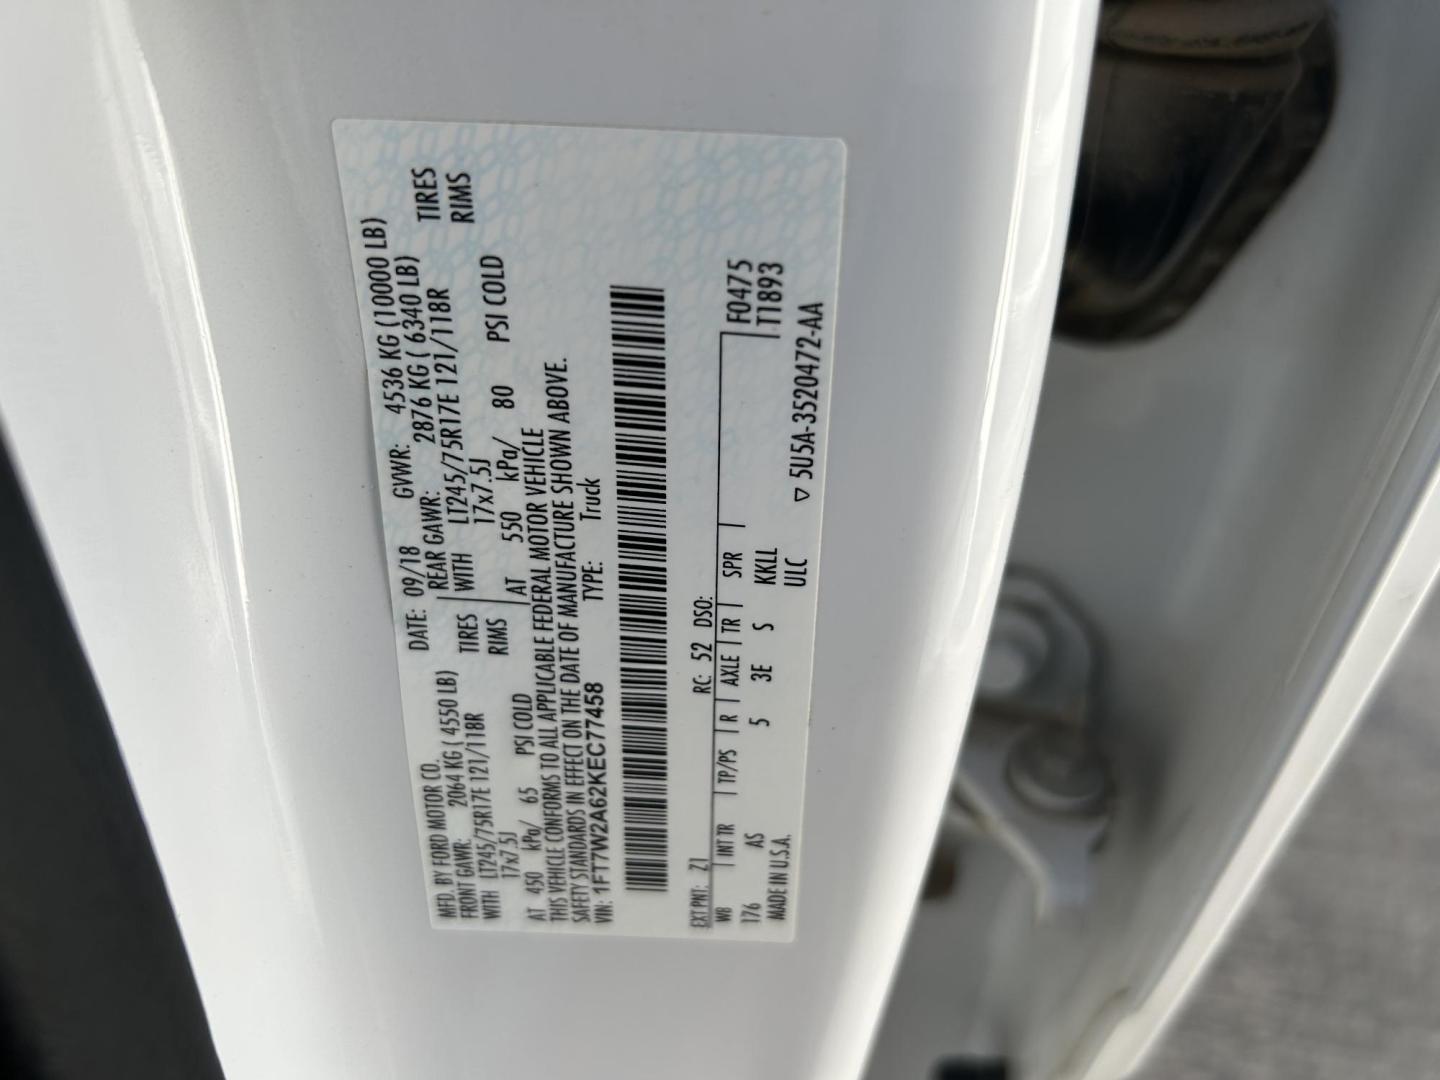 MFD. BY FORD MOTOR CO. DATE: 09/18 GVWR: 4536 KG (10000 LB)
FRONT GAWR: 2064 KG ( 4550 LB) REAR GAWR: 2876 KG ( 6340 LB)
WITH LT245/75R17E 121/118R TIRES WITH LT245/75R17E 121/118R TIRES
17x7.5J RIMS 17x7.5J RIMS
AT 450 kPa/ 65 PSI COLD AT 550 kPa/ 80 PSI COLD
THIS VEHICLE CONFORMS TO ALL APPLICABLE FEDERAL MOTOR VEHICLE
SAFETY STANDARDS IN EFFECT ON THE DATE OF MANUFACTURE SHOWN ABOVE.
VIN: 1FT7W2A62KEC77458 TYPE: Truck
EXT PNT: Z1 RC: 52 DSO:
WB INT TR TP/PS R AXLE TR SPR F0475
176 AS 5 3E S KKLL T1893
MADE IN U.S.A. ULC
▽ 5U5A-3520472-AA